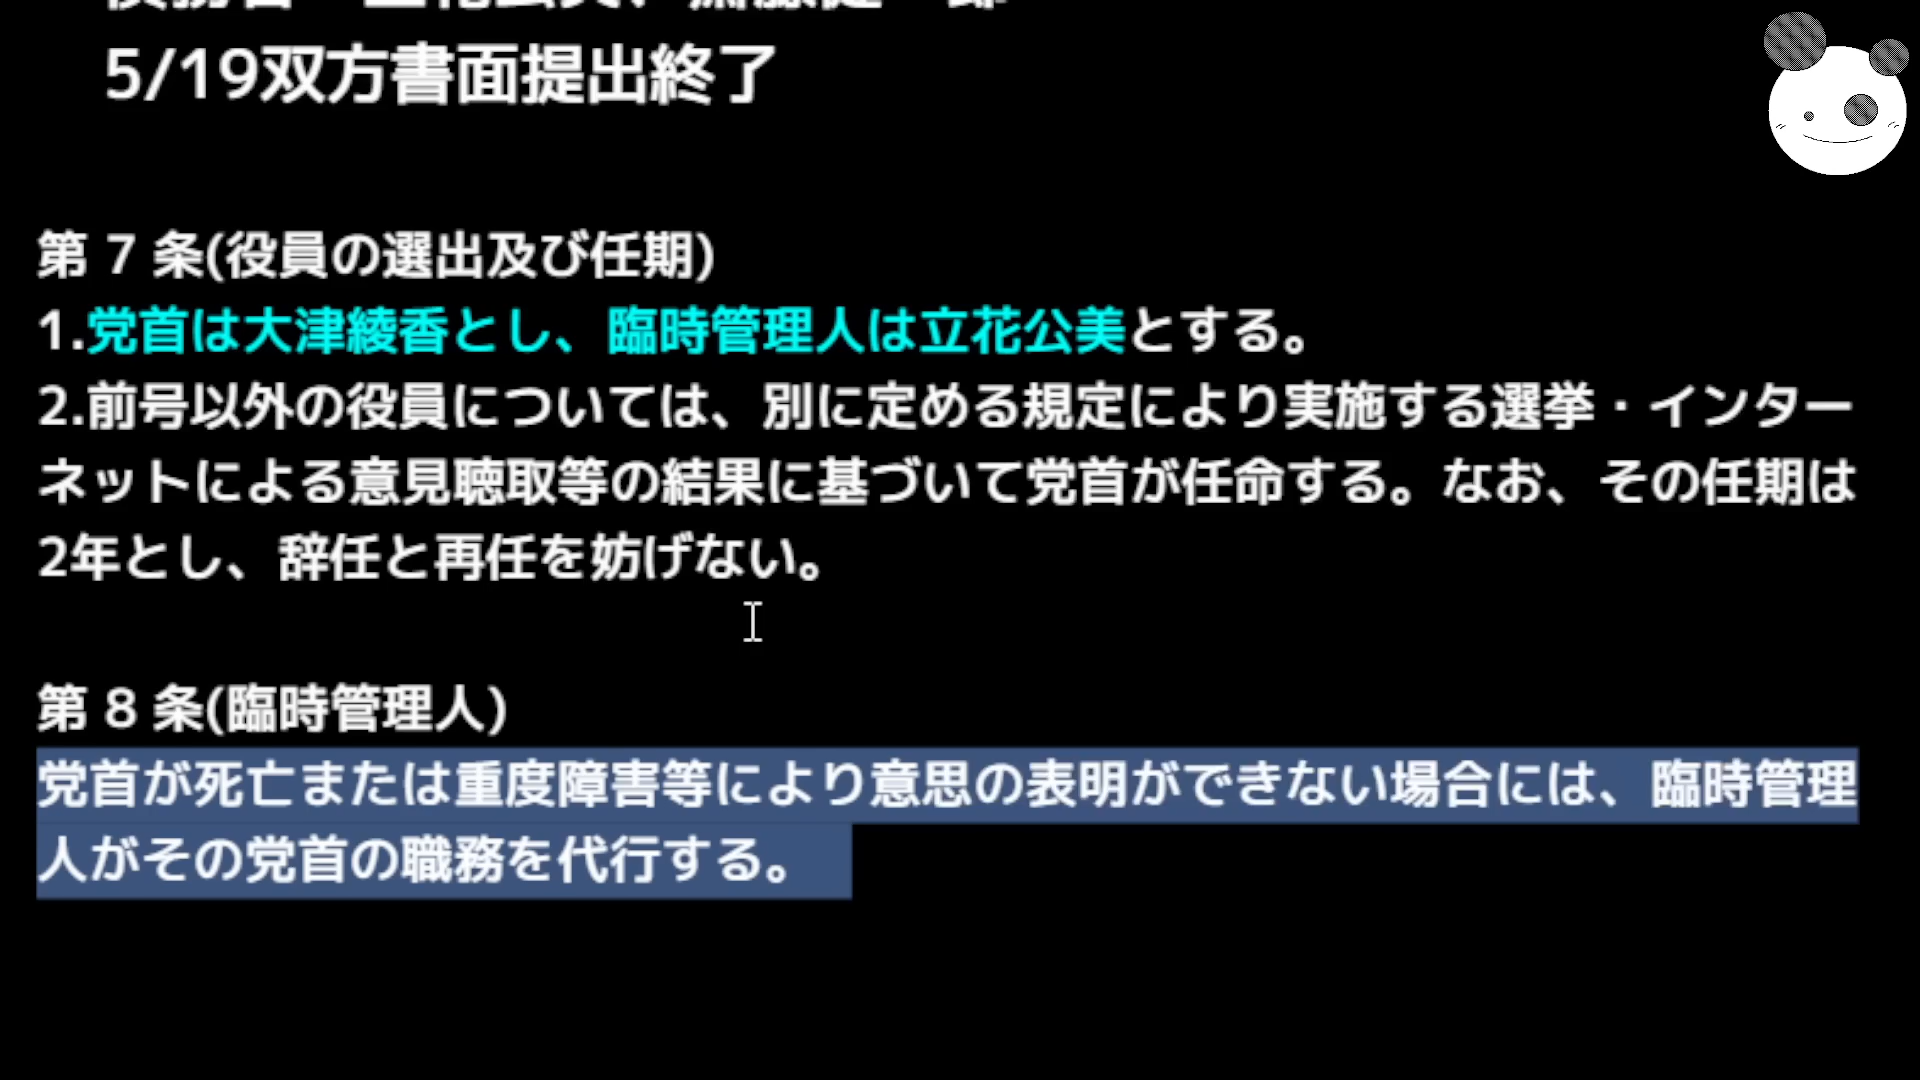 5/19双方書面提出終了
第 7 条(役員の選出及び任期)
1.党首は大津綾香とし、臨時管理人は立花公美とする。
2.前号以外の役員については、別に定める規定により実施する選挙・インター
ネットによる意見聴取等の結果に基づいて党首が任命する。なお、その任期は
2年とし、辞任と再任を妨げない。
第 8 条(臨時管理人)
党首が死亡または重度障害等により意思の表明ができない場合には、臨時管理
人がその党首の職務を代行する。